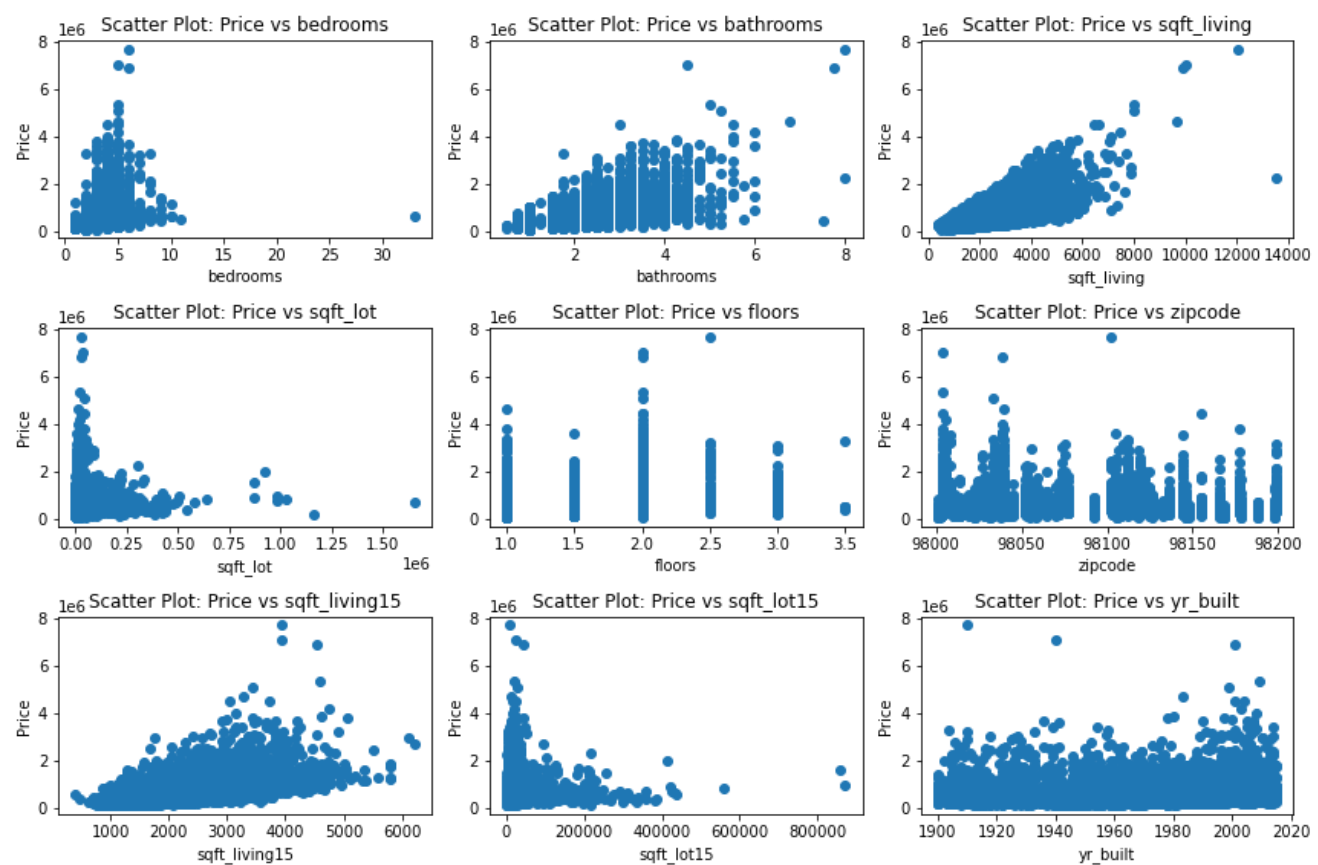 Scatter Plot: Price vs bedrooms
1e6
8
6
4
2
0
Price
0 5 10 15 20 25 30
bedrooms
Scatter Plot: Price vs bathrooms
1e6
8
6
4
2
0
Price
2 4 6 8
bathrooms
Scatter Plot: Price vs sqft_living
1e6
8
6
4
2
0
Price
0 2000 4000 6000 8000 10000 12000 14000
sqft_living
Scatter Plot: Price vs sqft_lot
1e6
8
6
4
2
0
Price
0.00 0.25 0.50 0.75 1.00 1.25 1.50
sqft_lot
1e6
Scatter Plot: Price vs floors
1e6
8
6
4
2
0
Price
1.0 1.5 2.0 2.5 3.0 3.5
floors
Scatter Plot: Price vs zipcode
1e6
8
6
4
2
0
Price
98000 98050 98100 98150 98200
zipcode
Scatter Plot: Price vs sqft_living15
1e6
8
6
4
2
0
Price
1000 2000 3000 4000 5000 6000
sqft_living15
Scatter Plot: Price vs sqft_lot15
1e6
8
6
4
2
0
Price
0 200000 400000 600000 800000
sqft_lot15
Scatter Plot: Price vs yr_built
1e6
8
6
4
2
0
Price
1900 1920 1940 1960 1980 2000 2020
yr_built